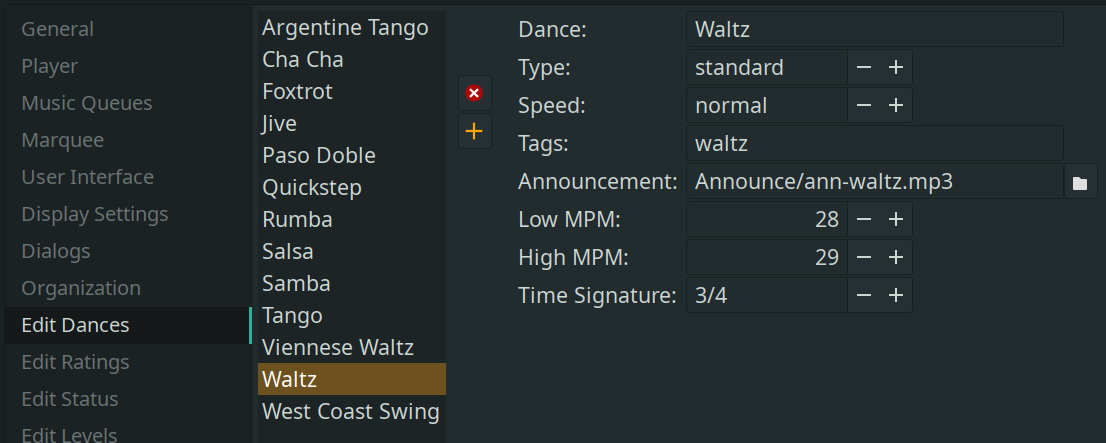 General
Player
Music Queues
Marquee
User Interface
Display Settings
Dialogs
Organization
Edit Dances
Edit Ratings
Edit Status
Edit Levels
Argentine Tango
Cha Cha
Foxtrot
Jive
Paso Doble
Quickstep
Rumba
Salsa
Samba
Tango
Viennese Waltz
Waltz
West Coast Swing
Dance: Waltz
Type: standard
Speed: normal
Tags: waltz
Announcement: Announce/ann-waltz.mp3
Low MPM: 28
High MPM: 29
Time Signature: 3/4